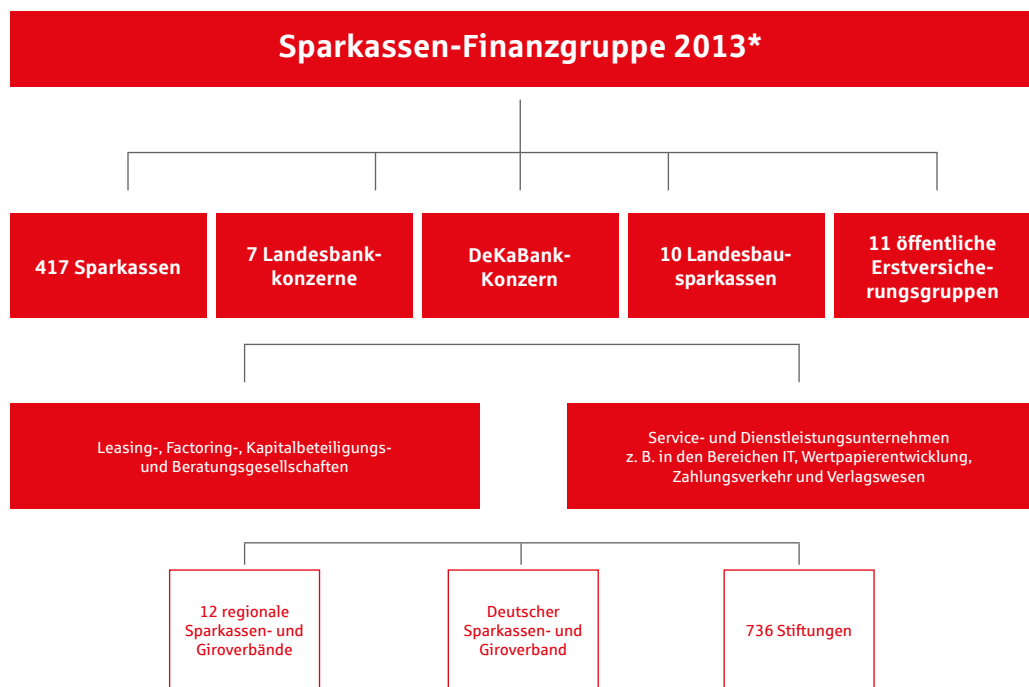 Sparkassen-Finanzgruppe 2013*
417 Sparkassen
7 Landesbank-
konzerne
DeKaBank-
Konzern
10 Landesbau-
sparkassen
11 öffentliche
Erstversiche-
rungsgruppen
Leasing-, Factoring-, Kapitalbeteiligungs-
und Beratungsgesellschaften
Service- und Dienstleistungsunternehmen
z. B. in den Bereichen IT, Wertpapierentwicklung,
Zahlungsverkehr und Verlagswesen
12 regionale
Sparkassen- und
Giroverbände
Deutscher
Sparkassen- und
Giroverband
736 Stiftungen